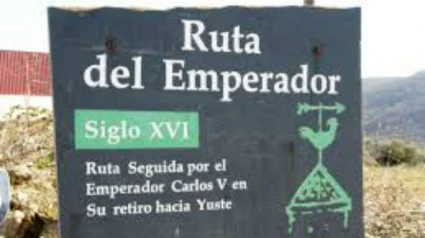 Ruta
del Emperador
Siglo XVI
Ruta Seguida por el
Emperador Carlos V en
Su retiro hacia Yuste